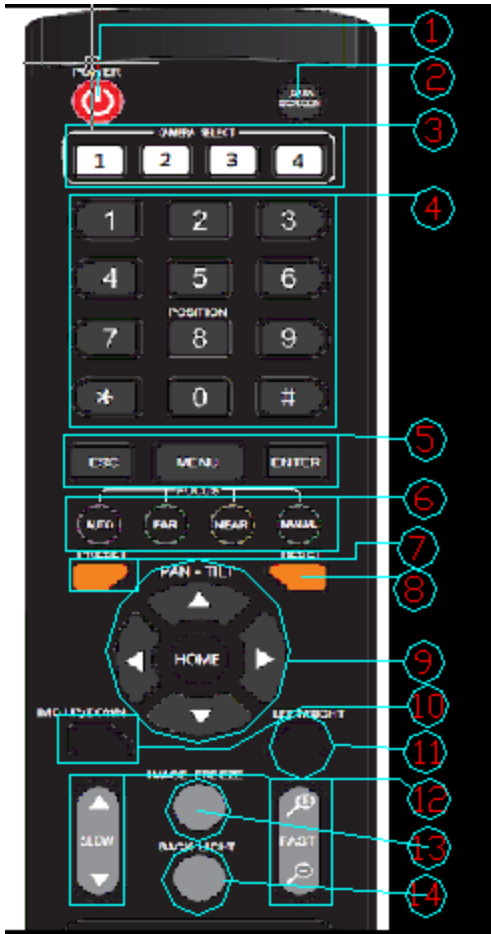 POWER
1
2
CAMERA SELECT
3
1 2 3 4
4
1 2 3
4 5 6
POSITION
7 8 9
* 0 #
5
ESC MENU ENTER
FOCUS
6
AUTO FAR NEAR MANUAL
7
PRESET RESET
PAN - TILT
8
HOME
9
10
11
IMAGE FREEZE
12
SLOW FAST
13
BACK LIGHT
14